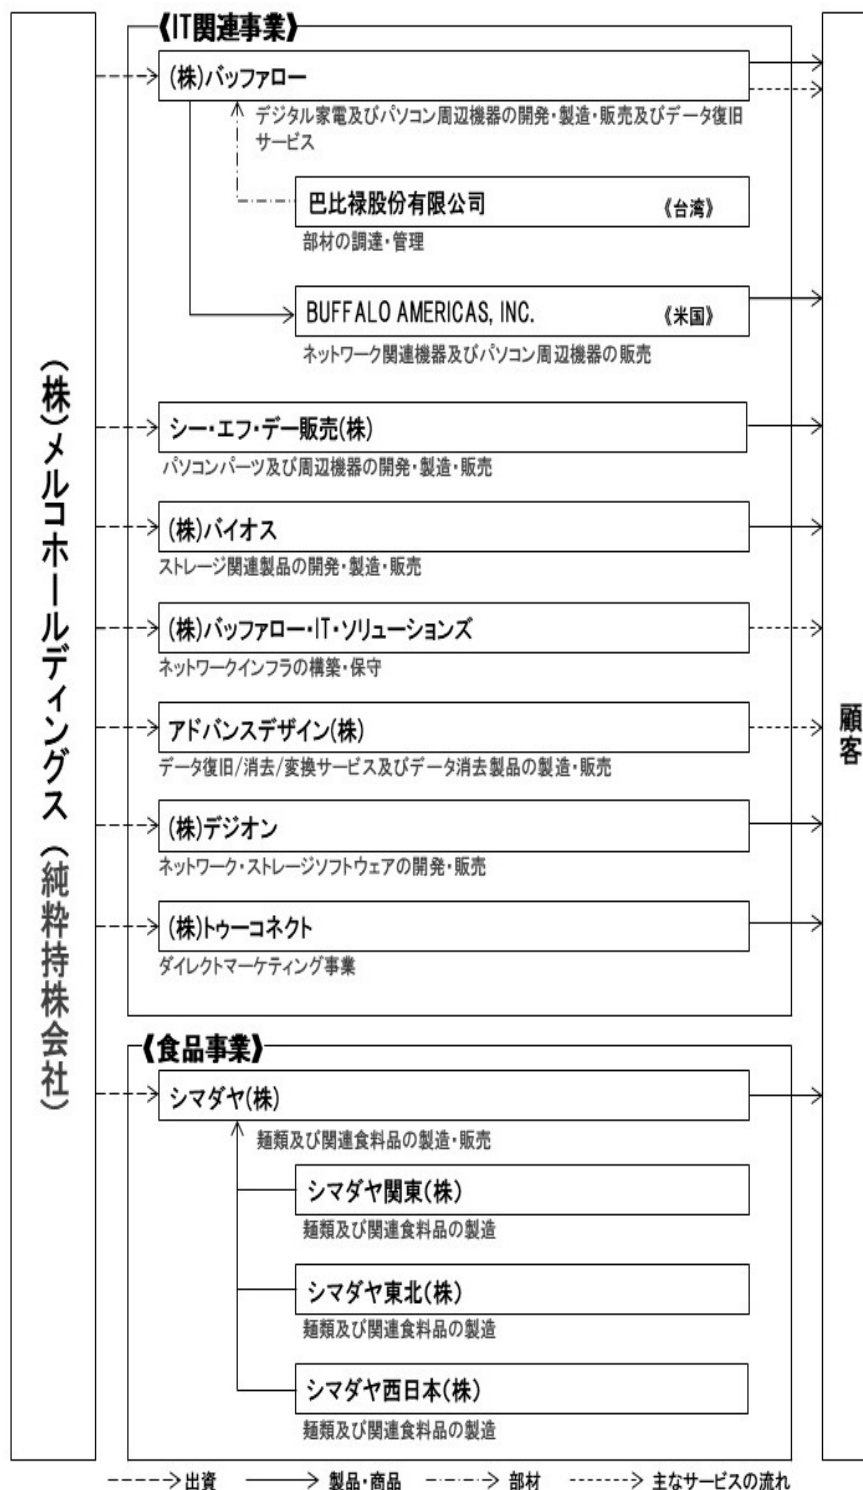 《IT関連事業》
(株)バッファロー
デジタル家電及びパソコン周辺機器の開発・製造・販売及びデータ復旧
サービス
巴比禄股份有限公司 《台湾》
部材の調達・管理
BUFFALO AMERICAS, INC. 《米国》
ネットワーク関連機器及びパソコン周辺機器の販売
シー・エフ・デー販売(株)
パソコンパーツ及び周辺機器の開発・製造・販売
(株)バイオス
ストレージ関連製品の開発・製造・販売
(株)バッファロー・IT・ソリューションズ
ネットワークインフラの構築・保守
アドバンスデザイン(株)
データ復旧/消去/変換サービス及びデータ消去製品の製造・販売
(株)デジオン
ネットワーク・ストレージソフトウェアの開発・販売
(株)トゥーコネクト
ダイレクトマーケティング事業
《食品事業》
シマダヤ(株)
麺類及び関連食料品の製造・販売
シマダヤ関東(株)
麺類及び関連食料品の製造
シマダヤ東北(株)
麺類及び関連食料品の製造
シマダヤ西日本(株)
麺類及び関連食料品の製造
(株)メルコホールディングス(純粋持株会社)
顧客
出資 製品・商品 部材 主なサービスの流れ